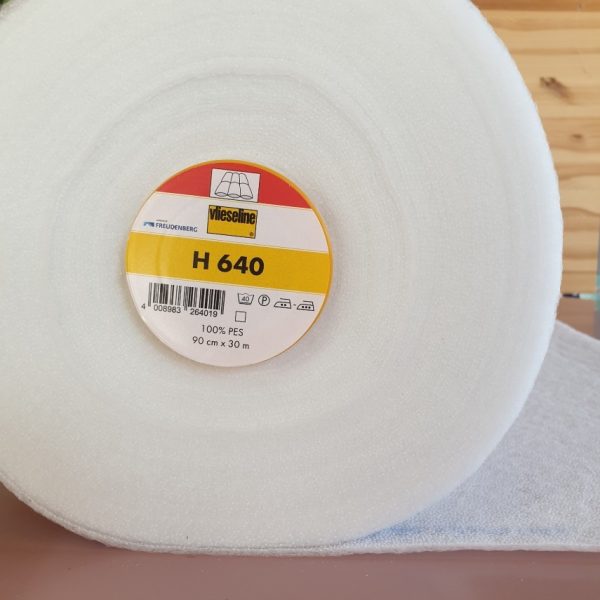 vlieseline
FREUDENBERG
H 640
40 P
4 008983 264019
100% PES
90 cm x 30 m